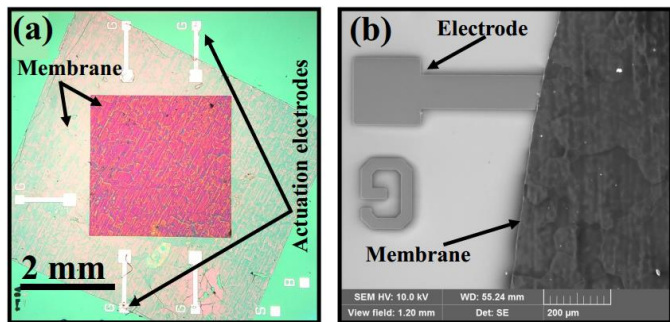 (a)
G
G
Membrane
G
2 mm
G
G
S
B
Actuation electrodes
(b)
Electrode
G
Membrane
SEM HV: 10.0 kV
WD: 55.24 mm
View field: 1.20 mm
Det: SE
200 µm